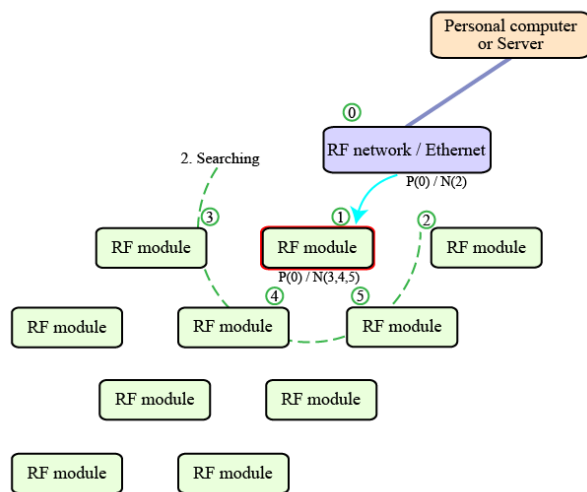 Personal computer
or Server
0
RF network / Ethernet
2. Searching
P(0) / N(2)
3
1
2
RF module
RF module
RF module
P(0) / N(3,4,5)
4
5
RF module
RF module
RF module
RF module
RF module
RF module
RF module